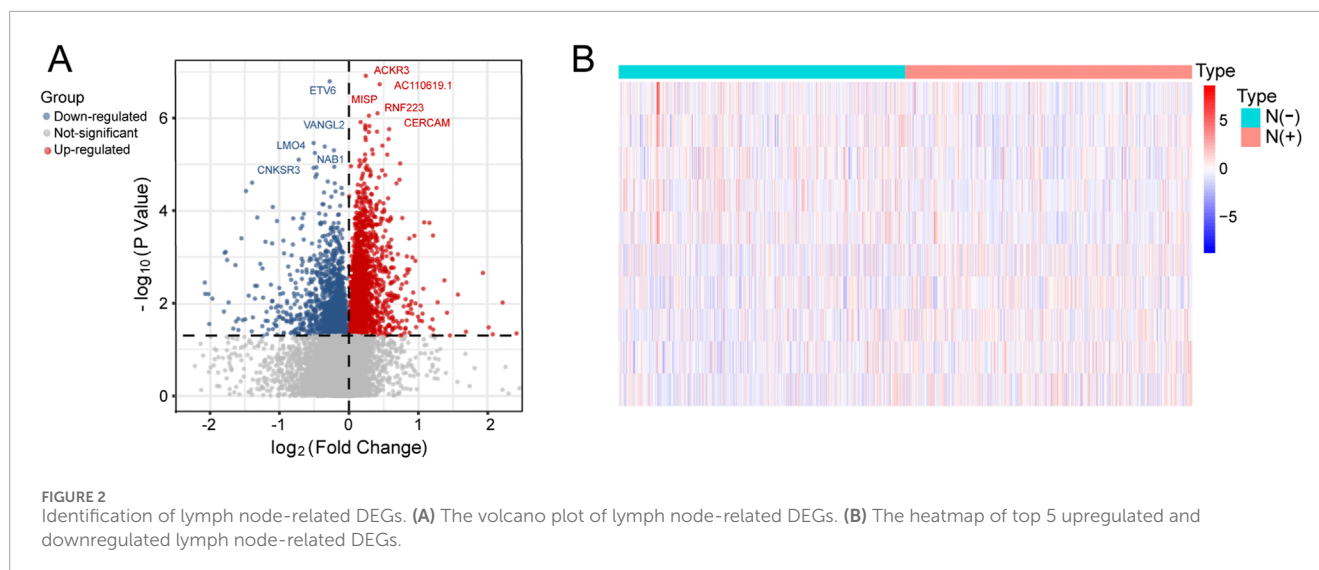 A
Group
Down-regulated
Not-significant
Up-regulated
ACKR3
AC110619.1
ETV6
MISP
RNF223
VANGL2
CERCAM
LMO4
NAB1
CNKSR3
6
4
2
0
- log10 (P Value)
-2
-1
0
1
2
log2 (Fold Change)
B
Type
5
0
−5
Type
N(-)
N(+)
FIGURE 2
Identification of lymph node-related DEGs. (A) The volcano plot of lymph node-related DEGs. (B) The heatmap of top 5 upregulated and
downregulated lymph node-related DEGs.